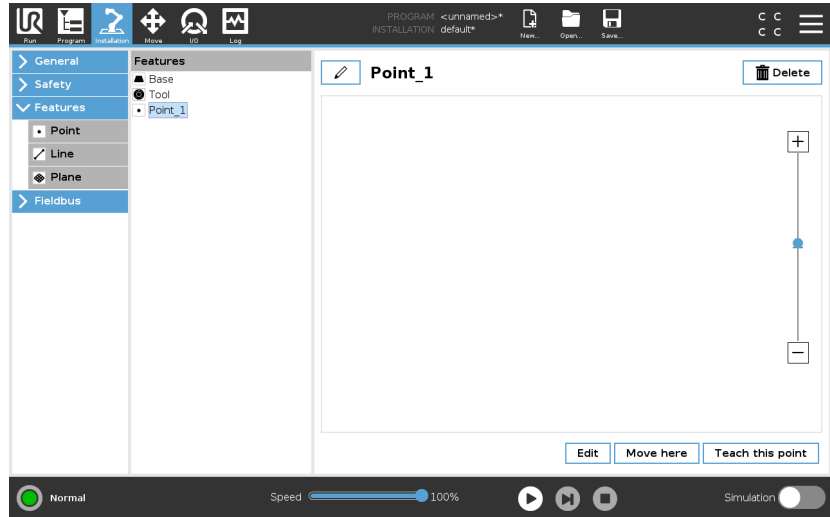 PROGRAM <unnamed>*
INSTALLATION default*
C C
C C
UR
Run Program Installation Move I/O Log New... Open... Save...
General
Safety
Features
Point
Line
Plane
Fieldbus
Features
Base
Tool
Point_1
Point_1
Delete
Edit Move here Teach this point
Normal
Speed 100%
Simulation